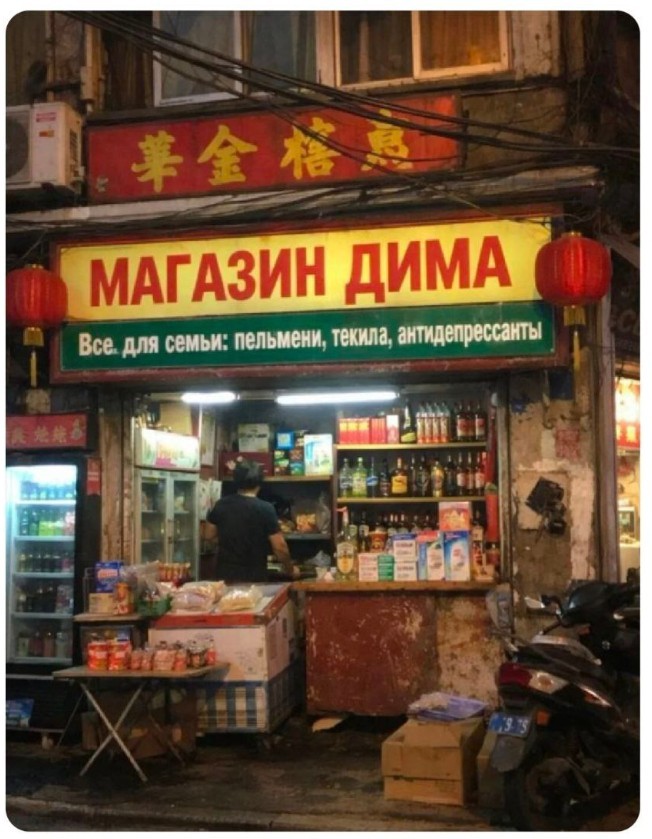 華金
МАГАЗИН ДИМА
Все для семьи: пельмени, текила, антидепрессанты